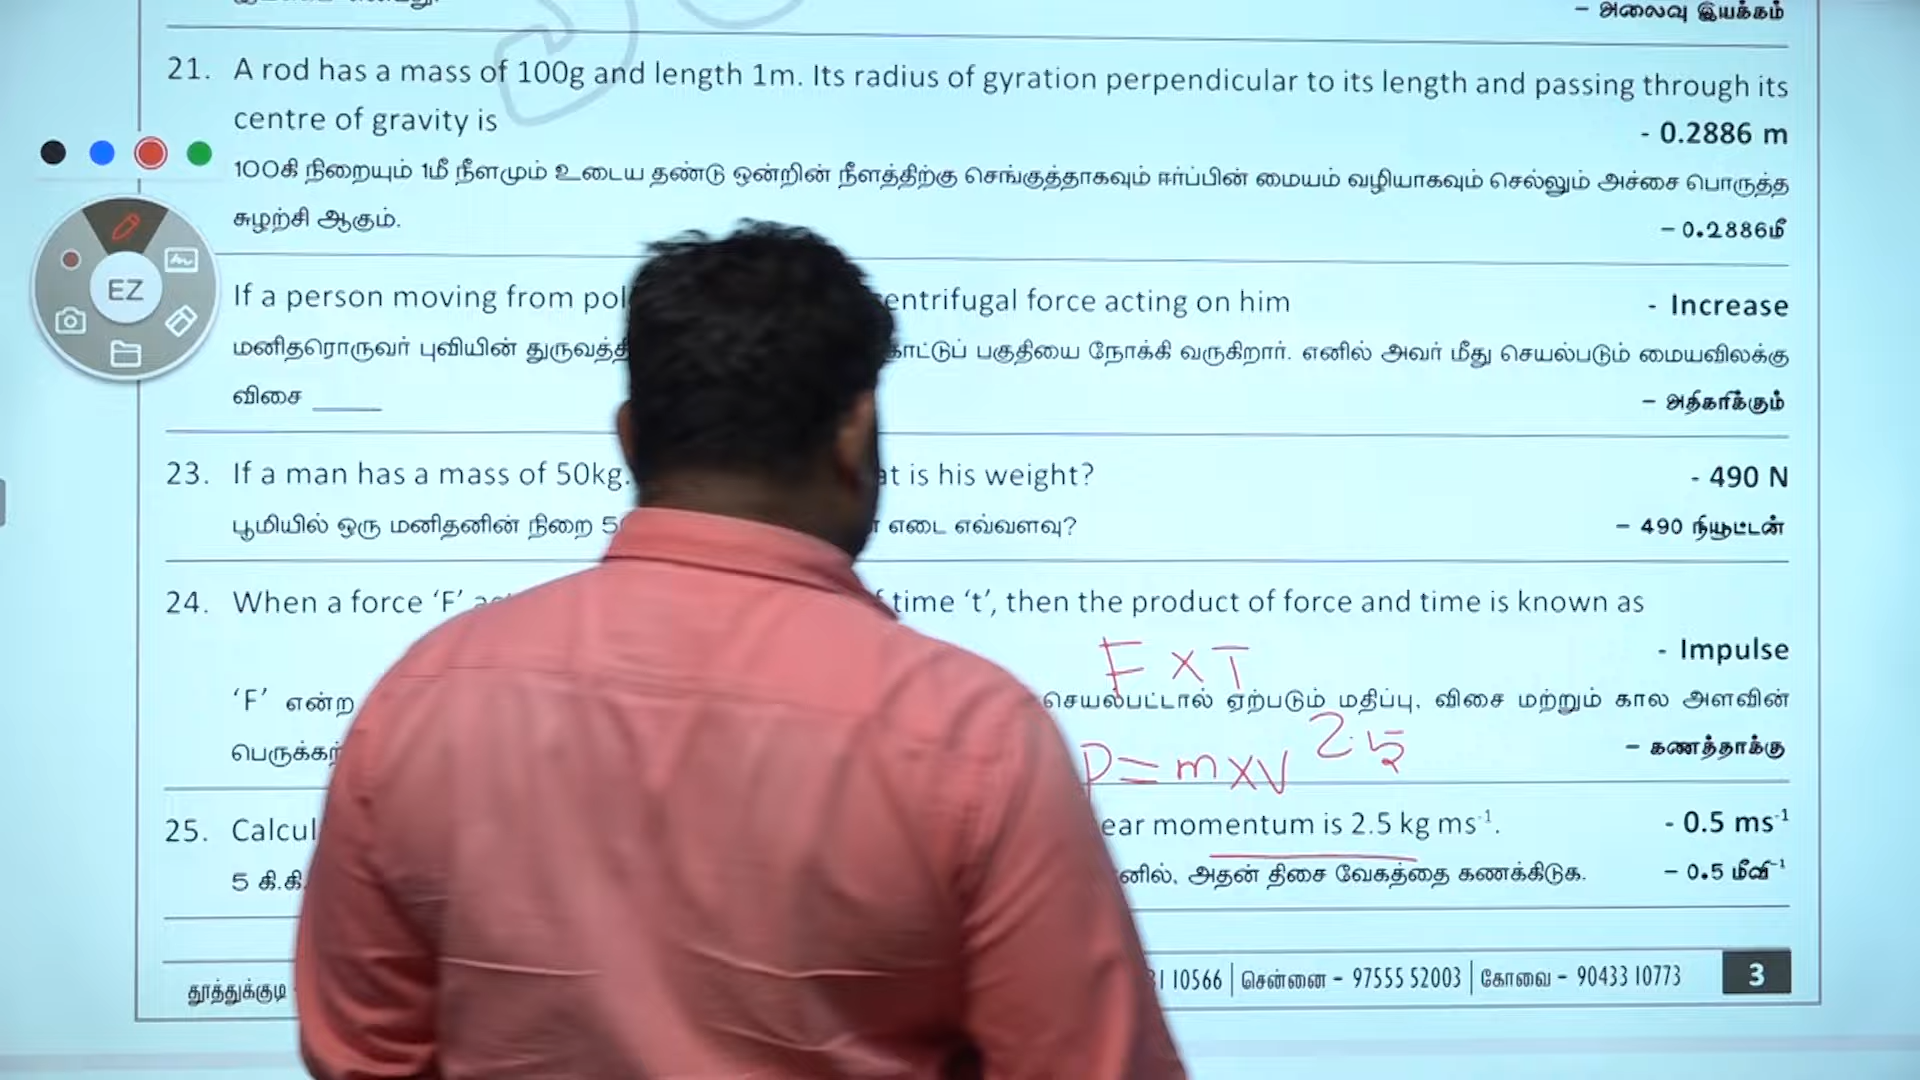 – அலைவு இயக்கம்
21. A rod has a mass of 100g and length 1m. Its radius of gyration perpendicular to its length and passing through its
centre of gravity is - 0.2886 m
100கி நிறையும் 1மீ நீளமும் உடைய தண்டு ஒன்றின் நீளத்திற்கு செங்குத்தாகவும் ஈர்ப்பின் மையம் வழியாகவும் செல்லும் அச்சை பொருத்த
சுழற்சி ஆகும். – 0.2886மீ
EZ
If a person moving from pol entrifugal force acting on him - Increase
மனிதரொருவர் புவியின் துருவத்தி காட்டுப் பகுதியை நோக்கி வருகிறார். எனில் அவர் மீது செயல்படும் மையவிலக்கு
விசை _____ – அதிகரிக்கும்
23. If a man has a mass of 50kg. at is his weight? - 490 N
பூமியில் ஒரு மனிதனின் நிறை 5 எடை எவ்வளவு? – 490 நியூட்டன்
24. When a force ‘F’ time ‘t’, then the product of force and time is known as
F X T - Impulse
‘F’ என்ற செயல்பட்டால் ஏற்படும் மதிப்பு, விசை மற்றும் கால அளவின்
பெருக்கற் – கணத்தாக்கு
P = m x v 2.5
25. Calcul ear momentum is 2.5 kg ms⁻¹. - 0.5 ms⁻¹
5 கி.கி. னில், அதன் திசை வேகத்தை கணக்கிடுக. – 0.5 மீவி⁻¹
தூத்துக்குடி 10566 | சென்னை – 97555 52003 | கோவை – 90433 10773 3